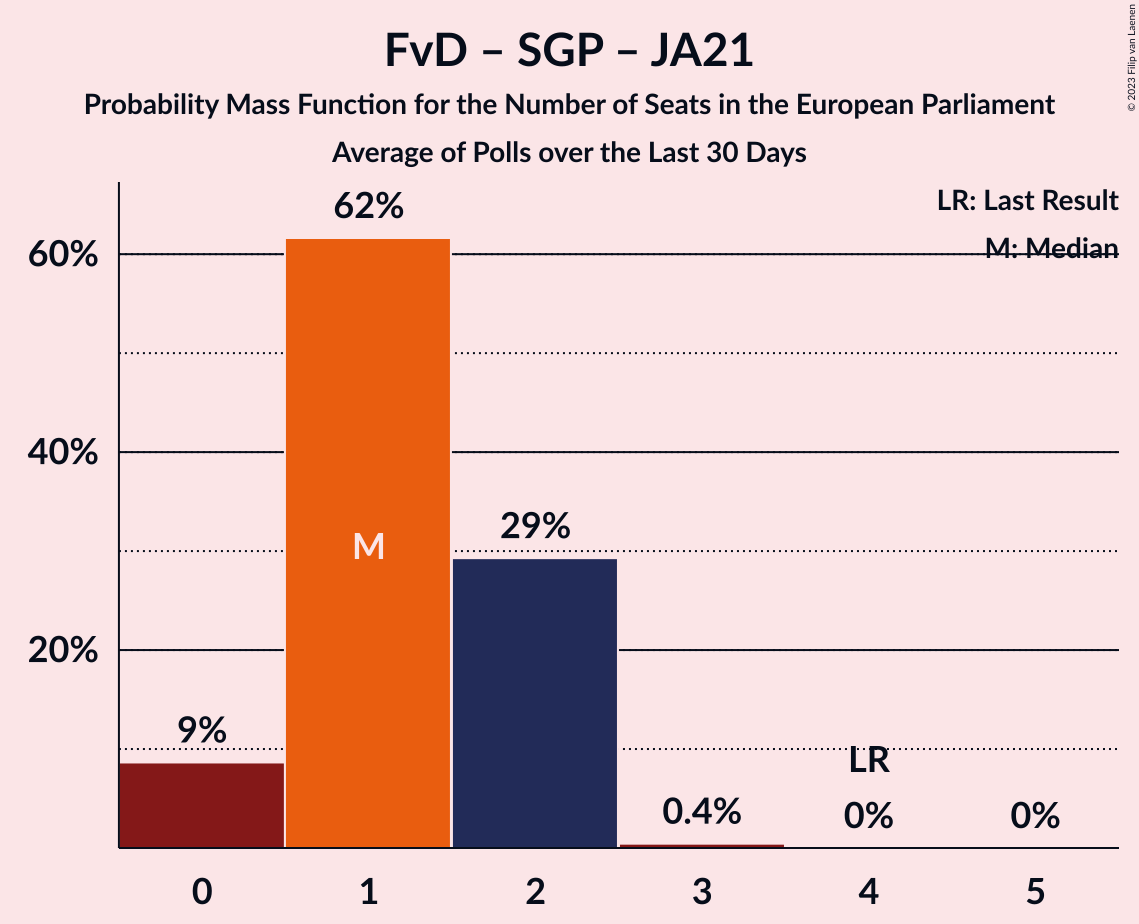 FvD – SGP – JA21
Probability Mass Function for the Number of Seats in the European Parliament
Average of Polls over the Last 30 Days
© 2023 Filip van Laenen
LR: Last Result
M: Median
60%
40%
20%
9%
62%
M
29%
0.4%
LR
0%
0%
0 1 2 3 4 5